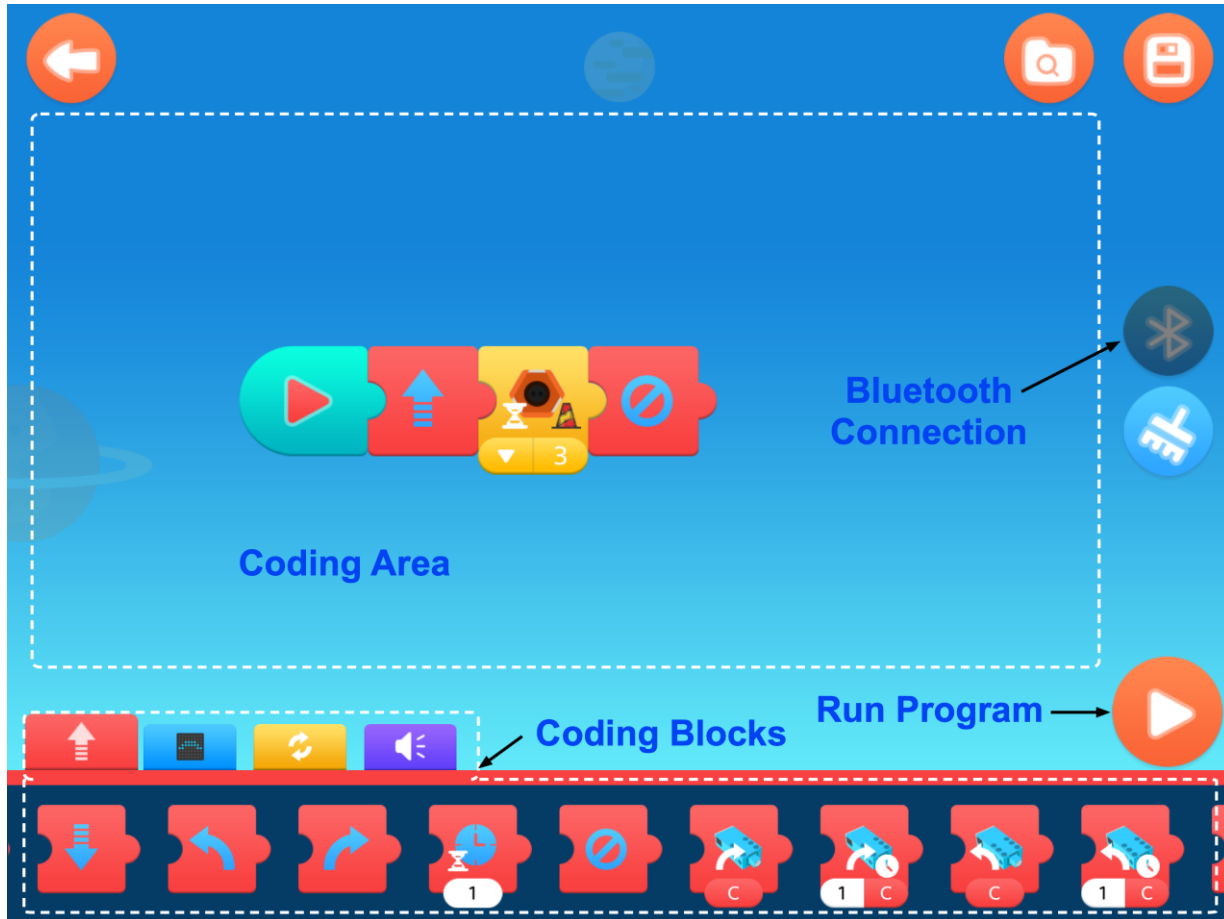 3
Bluetooth
Connection
Coding Area
Run Program
Coding Blocks
1
C
1 C
C
1 C